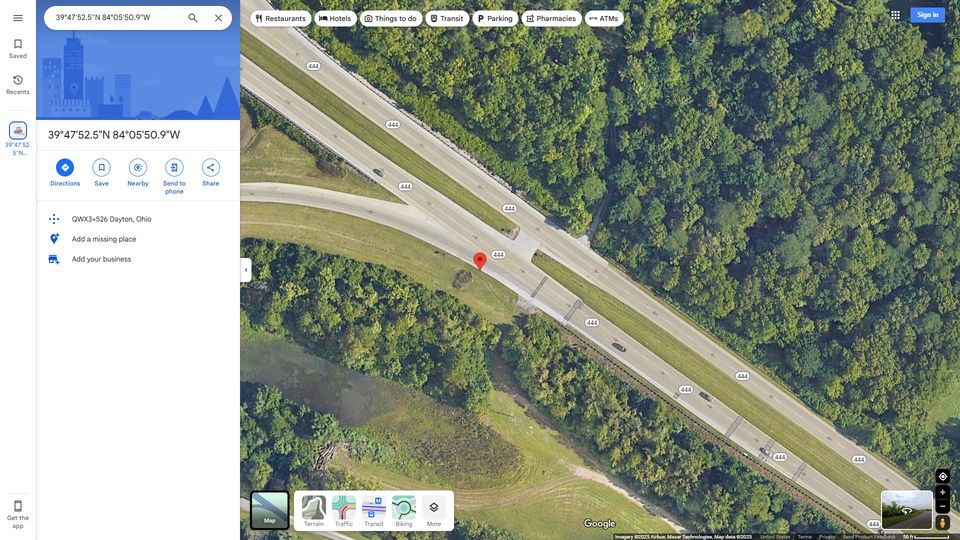 39°47'52.5"N 84°05'50.9"W
Restaurants
Hotels
Things to do
Transit
Parking
Pharmacies
ATMs
Sign in
Saved
Recents
39°47'52.
5"N...
39°47'52.5"N 84°05'50.9"W
Directions
Save
Nearby
Send to
phone
Share
QWX3+526 Dayton, Ohio
Add a missing place
Add your business
444
444
444
444
444
444
444
444
444
444
444
Get the
app
Map
Terrain
Traffic
Transit
Biking
More
Google
Imagery ©2025 Airbus, Maxar Technologies, Map data ©2025
United States
Terms
Privacy
Send Product Feedback
50 ft